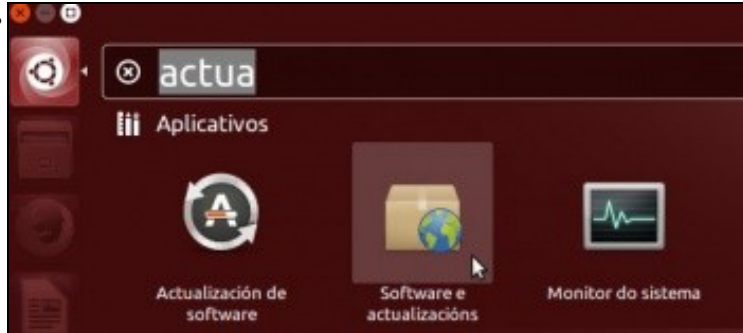 actua
Aplicativos
Actualización de
software
Software e
actualizacións
Monitor do sistema